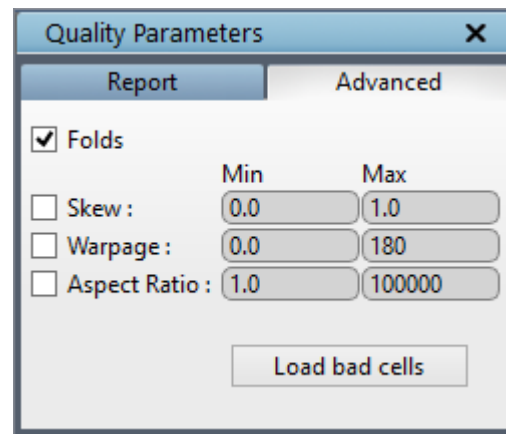 Quality Parameters
Report Advanced
Folds
Min Max
Skew : 0.0 1.0
Warpage : 0.0 180
Aspect Ratio : 1.0 100000
Load bad cells